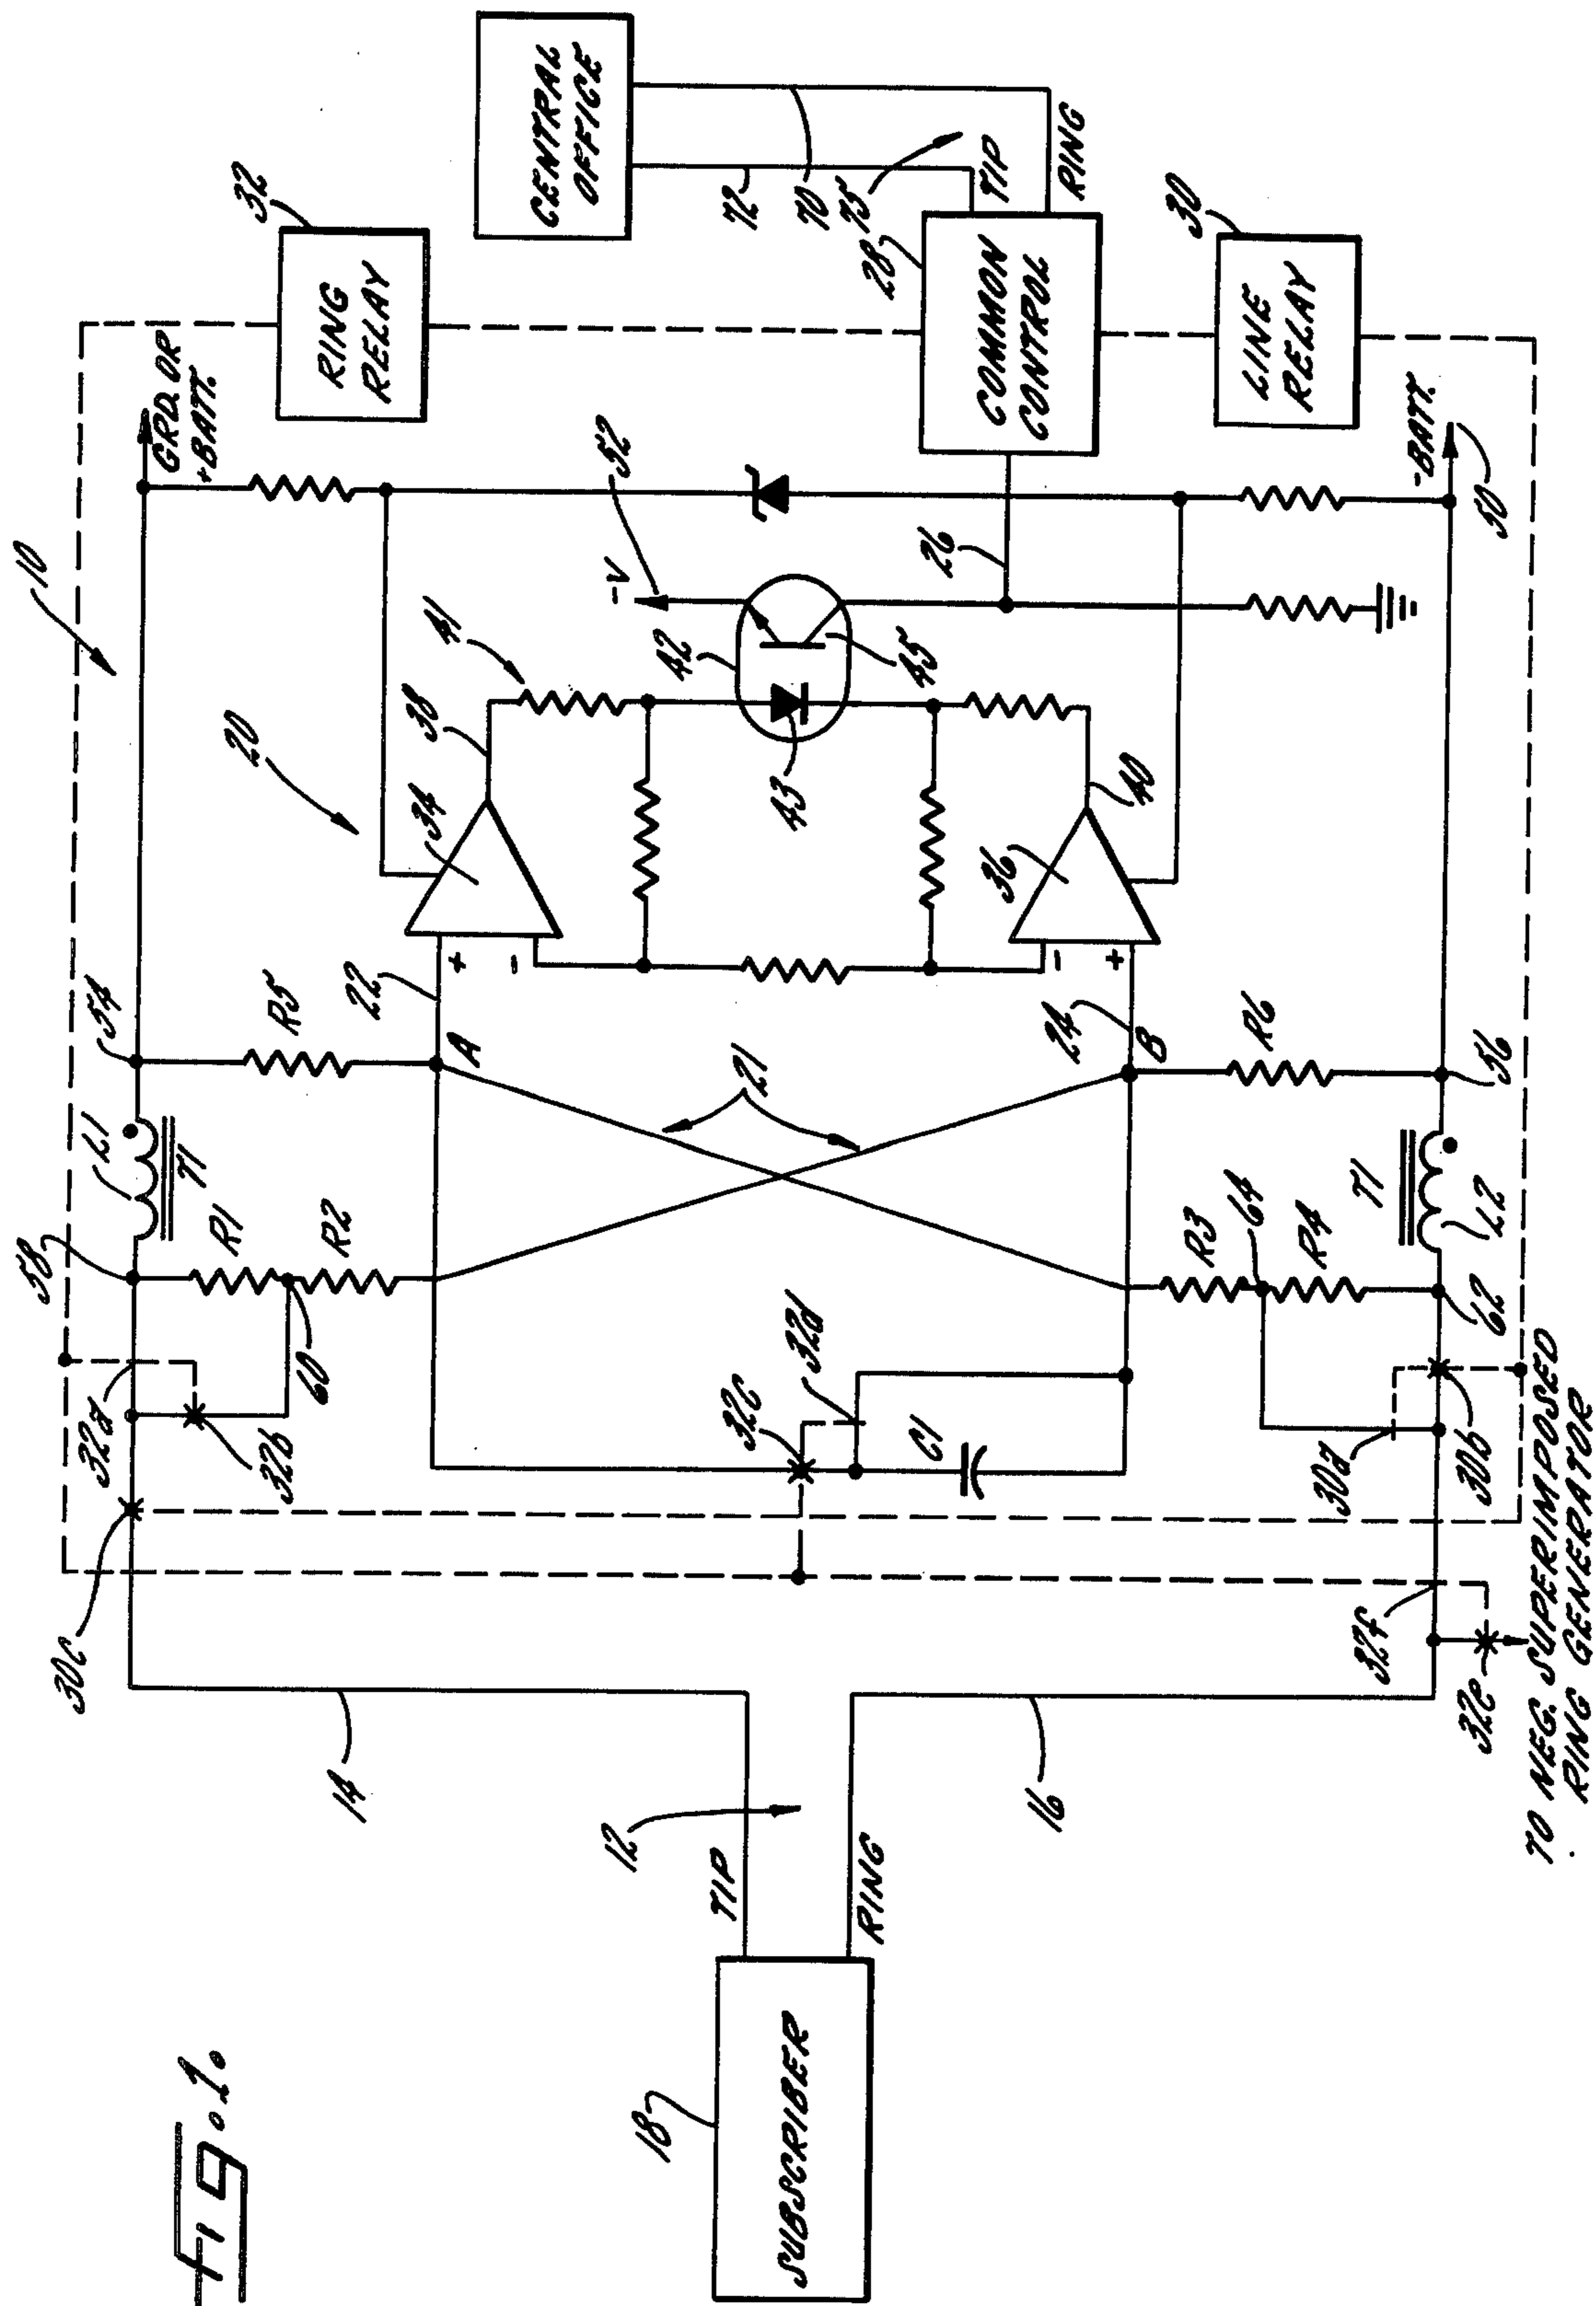 Fig. 1.
10
GRD. OR
+BATT.
32
RING
RELAY
CENTRAL
OFFICE
72
70
75
TIP
RING
28
COMMON
CONTROL
30
LINE
RELAY
-BATT.
50
52
-V
26
41
42
45
43
20
38
34
22
+
-
36
40
-
+
24
54
R5
A
21
B
R6
56
L1
T1
58
R1
R2
60
32a
32b
32c
32d
C1
R3
64
R4
T1
L2
62
30a
30b
30c
32f
32e
TO NEG. SUPERIMPOSED
RING GENERATOR
14
12
TIP
RING
16
18
SUBSCRIBER